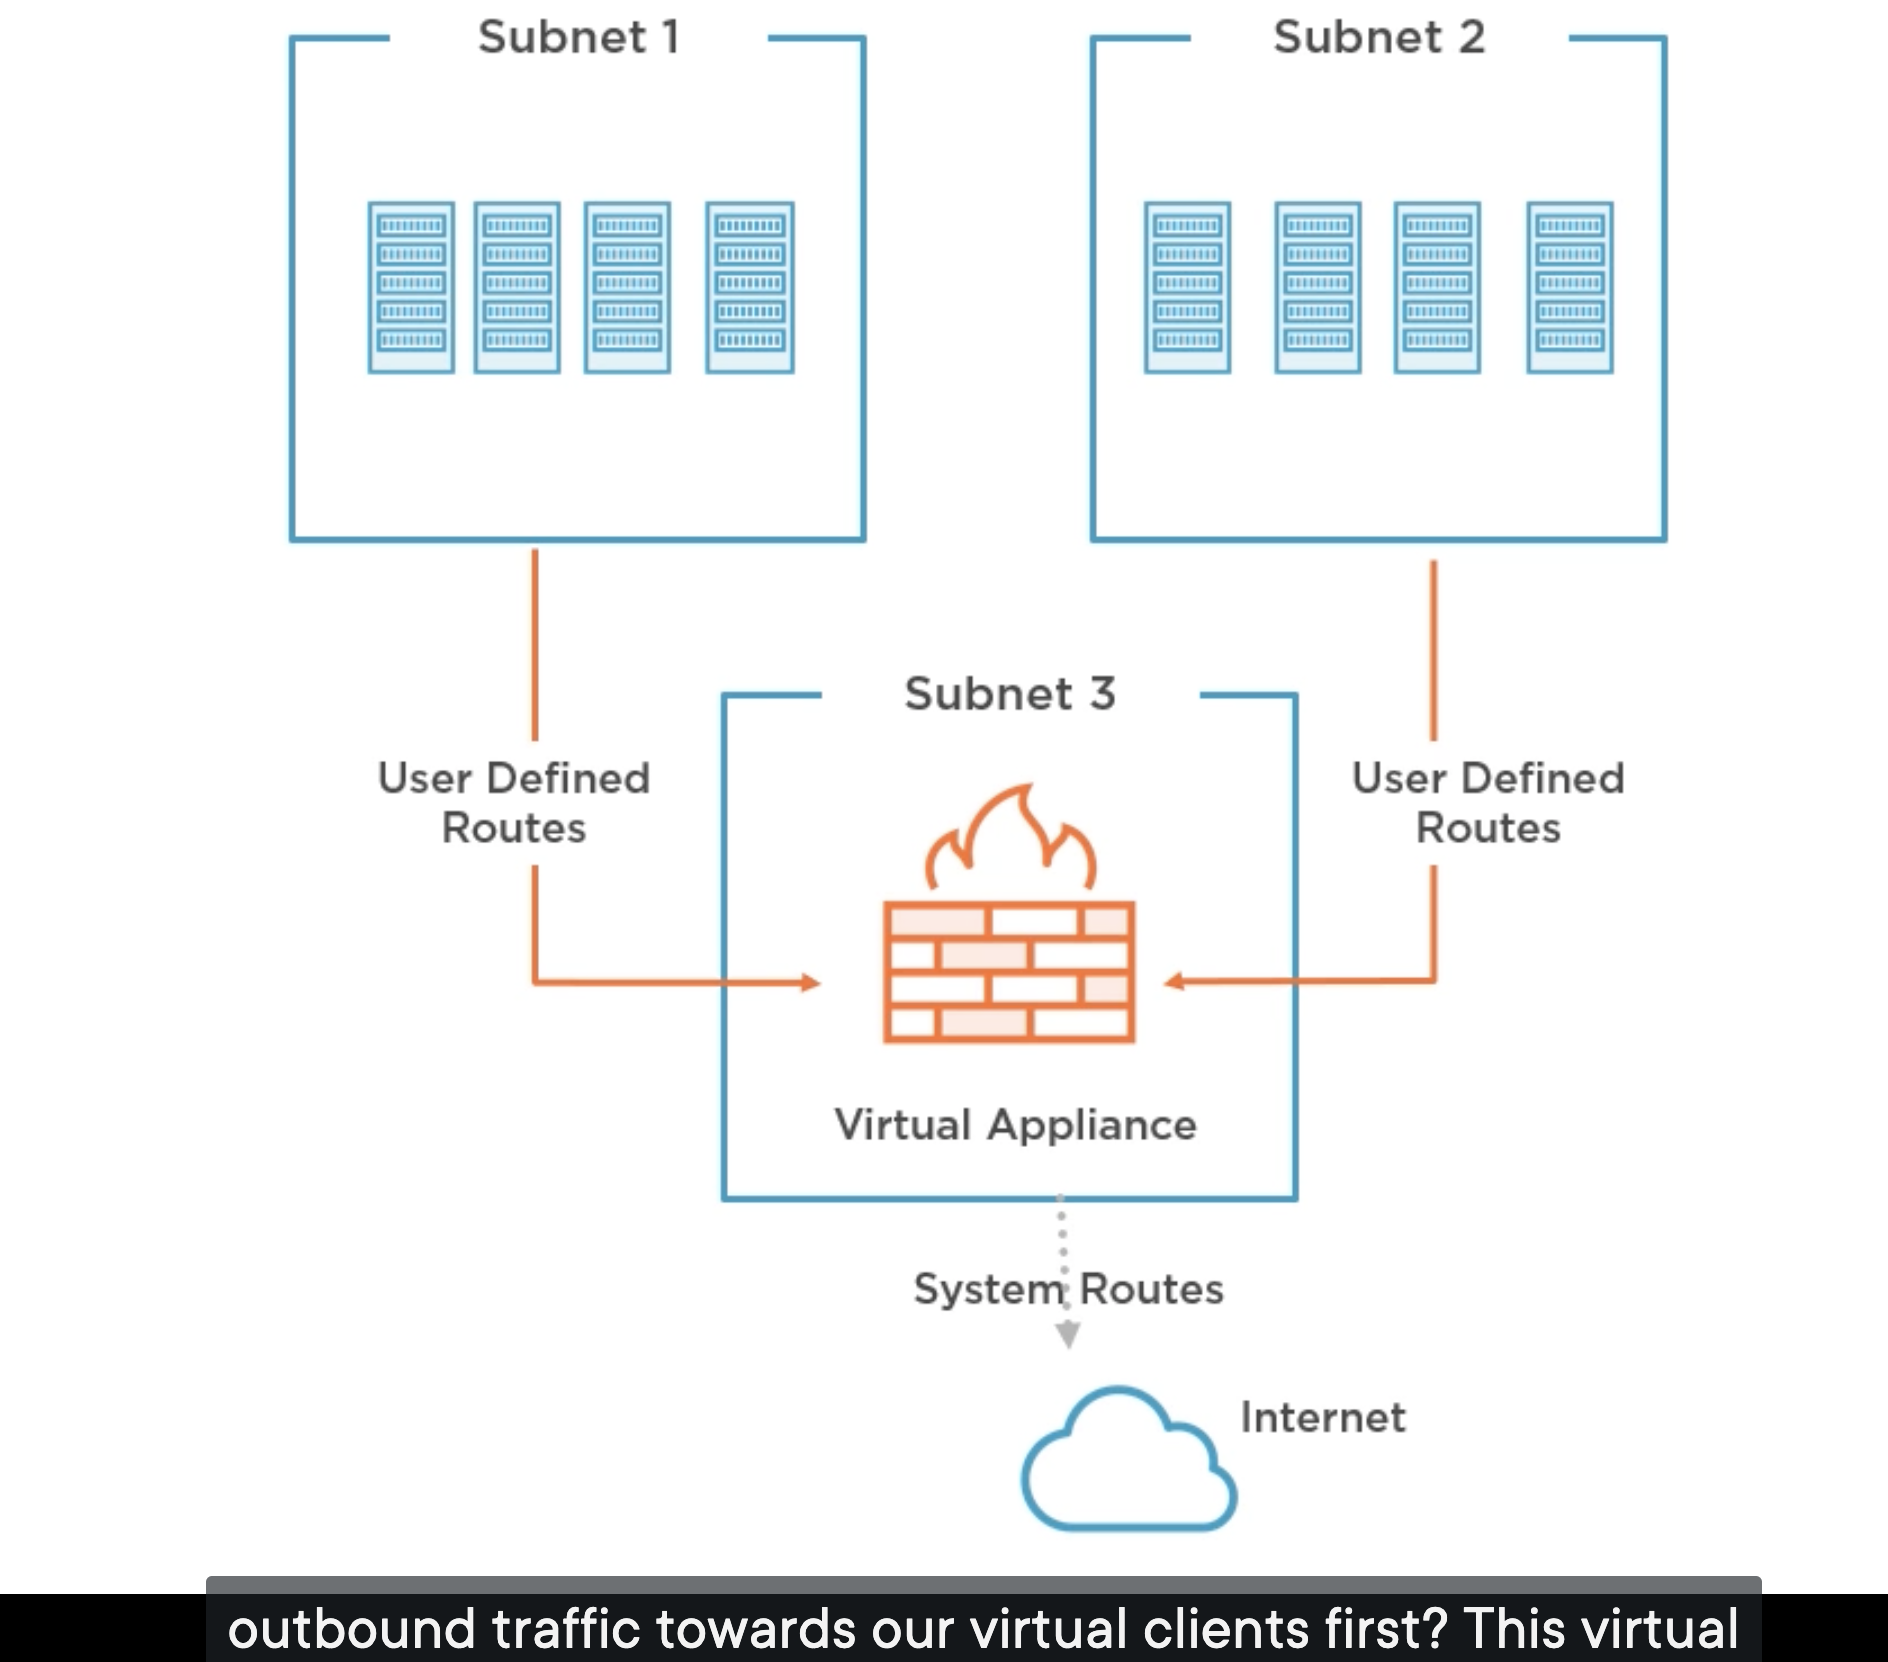 Subnet 1
Subnet 2
Subnet 3
User Defined
Routes
User Defined
Routes
Virtual Appliance
System Routes
Internet
outbound traffic towards our virtual clients first? This virtual